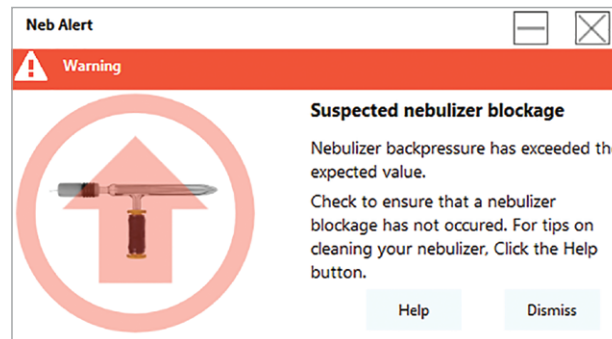 Neb Alert
Warning
Suspected nebulizer blockage
Nebulizer backpressure has exceeded
expected value.
Check to ensure that a nebulizer
blockage has not occured. For tips on
cleaning your nebulizer, Click the Help
button.
Help
Dismiss